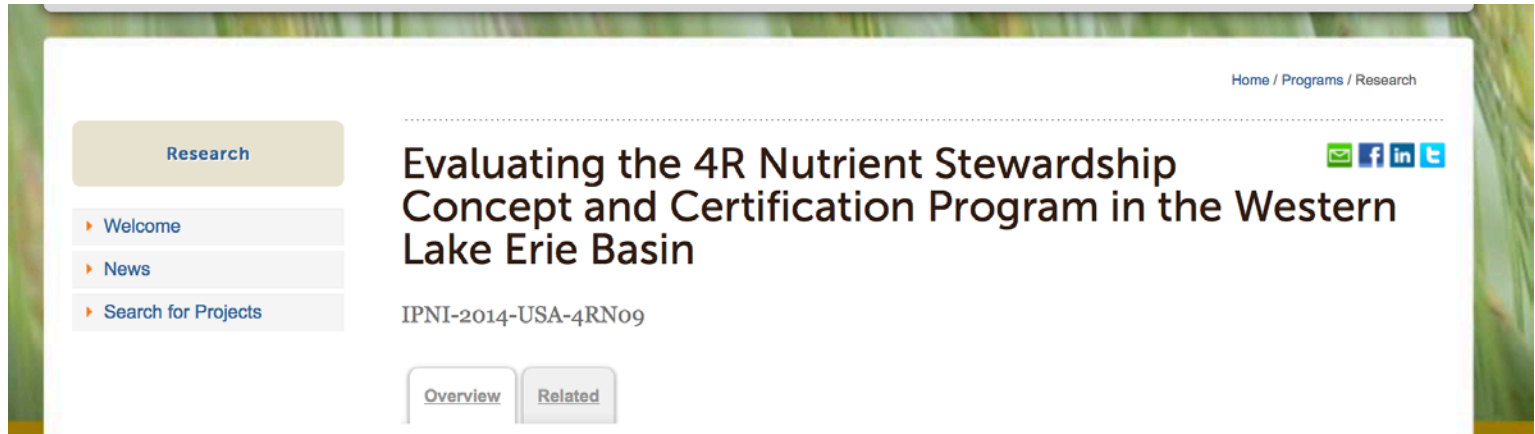 Home / Programs / Research
Research
Welcome
News
Search for Projects
Evaluating the 4R Nutrient Stewardship
Concept and Certification Program in the Western
Lake Erie Basin
IPNI-2014-USA-4RN09
Overview
Related